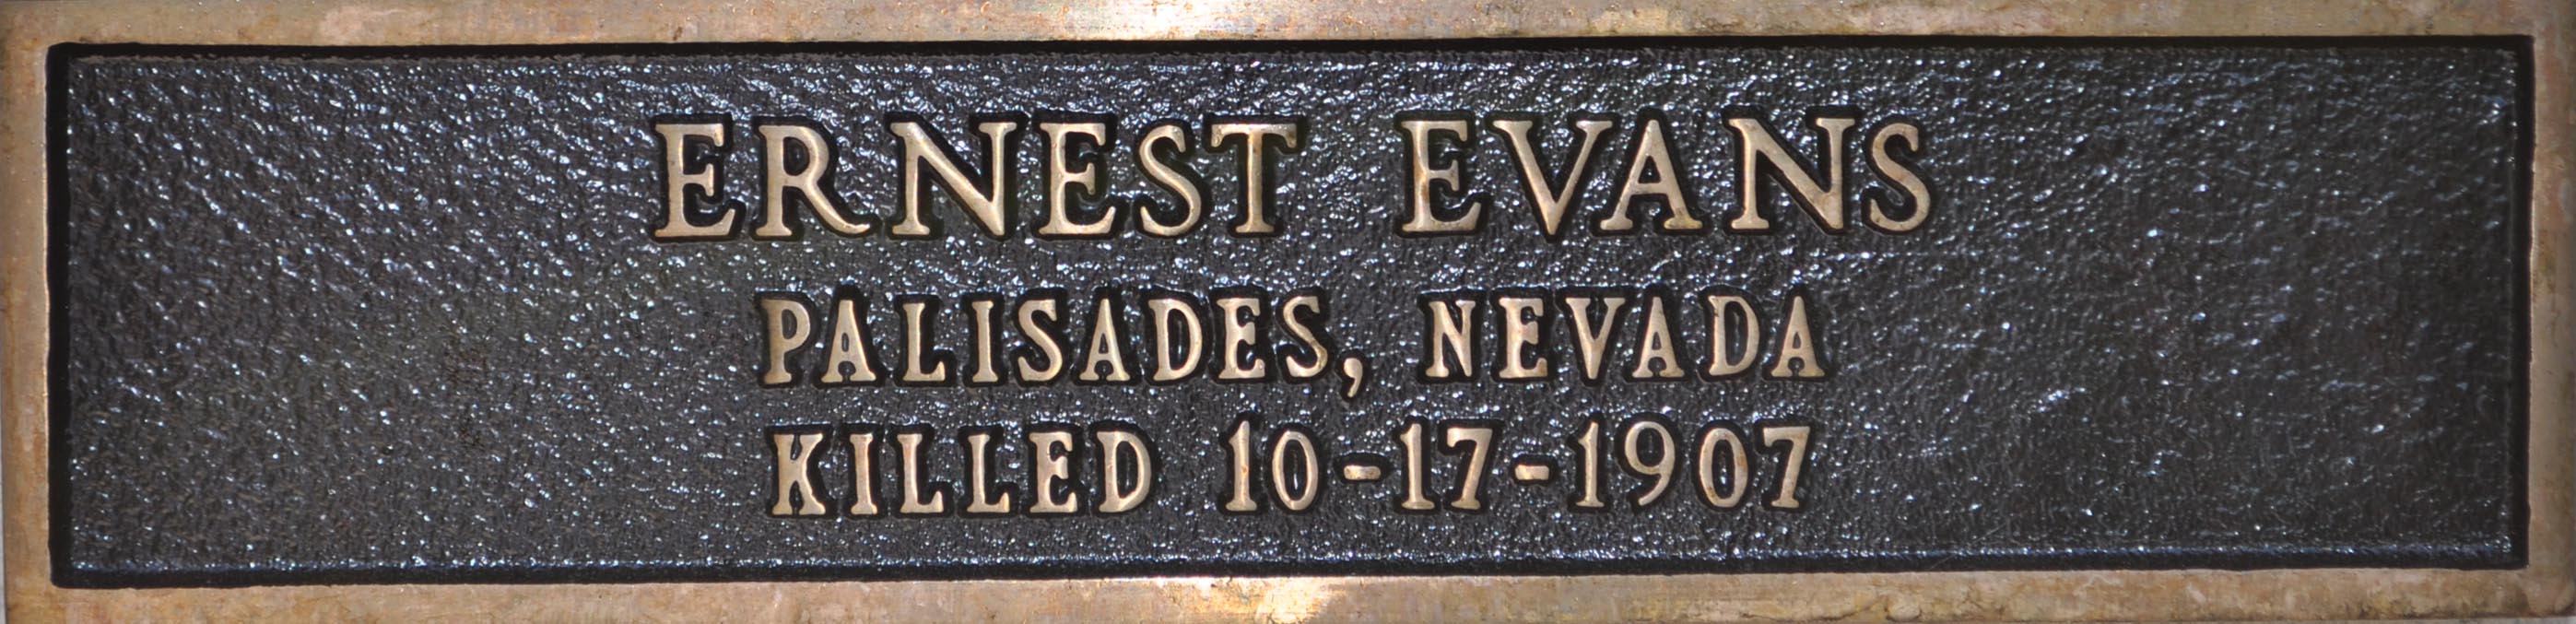 ERNEST EVANS
PALISADES, NEVADA
KILLED 10-17-1907